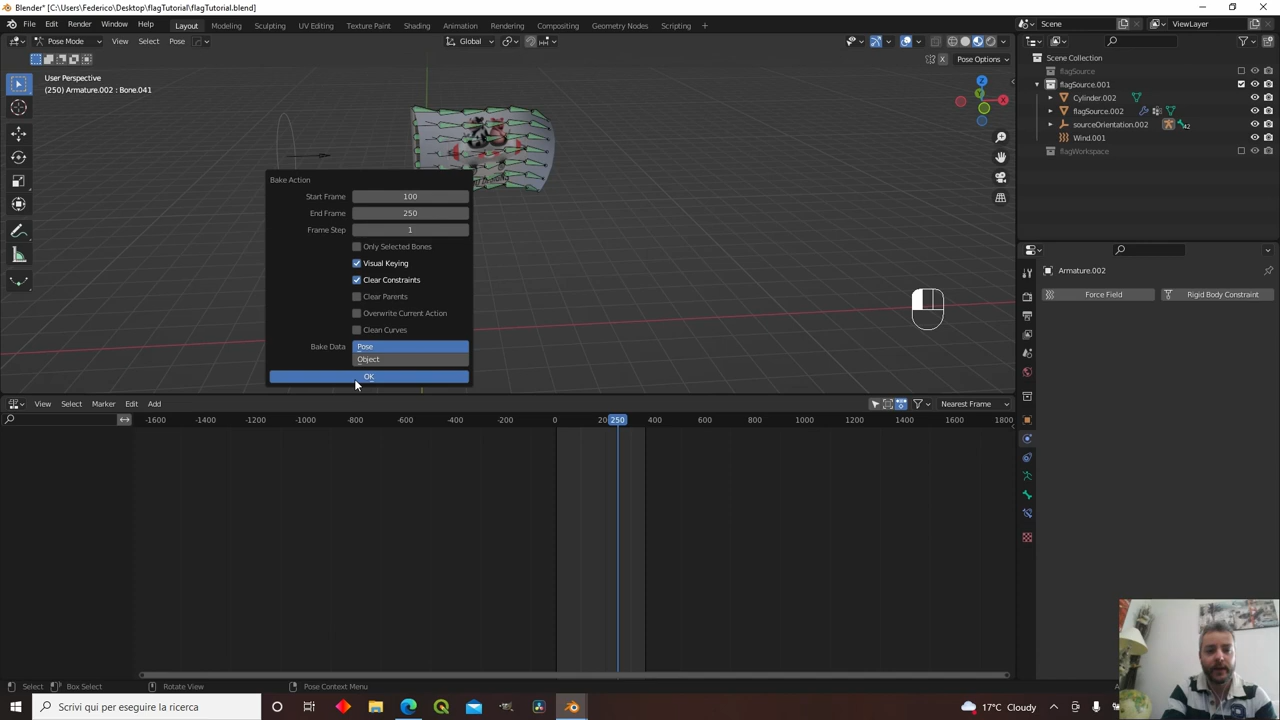 Blender* [C:\Users\Federico\Desktop\flagTutorial\flagTutorial.blend]
File Edit Render Window Help Layout Modeling Sculpting UV Editing Texture Paint Shading Animation Rendering Compositing Geometry Nodes Scripting + Scene ViewLayer
Pose Mode View Select Pose Global
X Pose Options
User Perspective
(250) Armature.002 : Bone.041
Z
X
Y
Scene Collection
flagSource
flagSource.001
Cylinder.002
flagSource.002
sourceOrientation.002 42
Wind.001
flagWorkspace
Bake Action
Start Frame 100
End Frame 250
Frame Step 1
Only Selected Bones
Visual Keying
Clear Constraints
Clear Parents
Overwrite Current Action
Clean Curves
Bake Data Pose
Object
OK
Armature.002
Force Field Rigid Body Constraint
View Select Marker Edit Add Nearest Frame
-1600 -1400 -1200 -1000 -800 -600 -400 -200 0 20 250 400 600 800 1000 1200 1400 1600 1800
Select Box Select Rotate View Pose Context Menu
Scrivi qui per eseguire la ricerca
17°C Cloudy